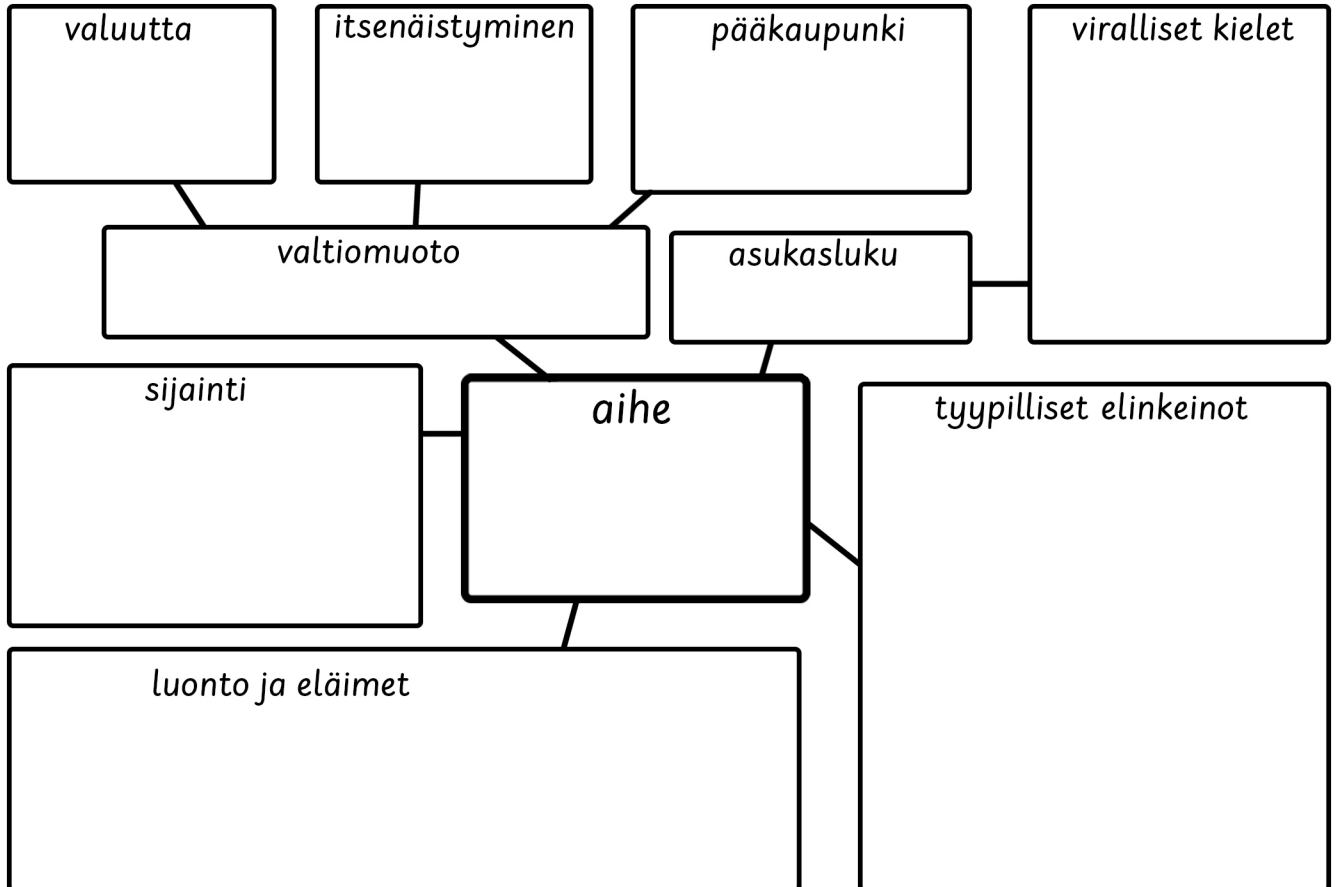 valuutta
itsenäistyminen
pääkaupunki
viralliset kielet
valtiomuoto
asukasluku
sijainti
aihe
tyypilliset elinkeinot
luonto ja eläimet